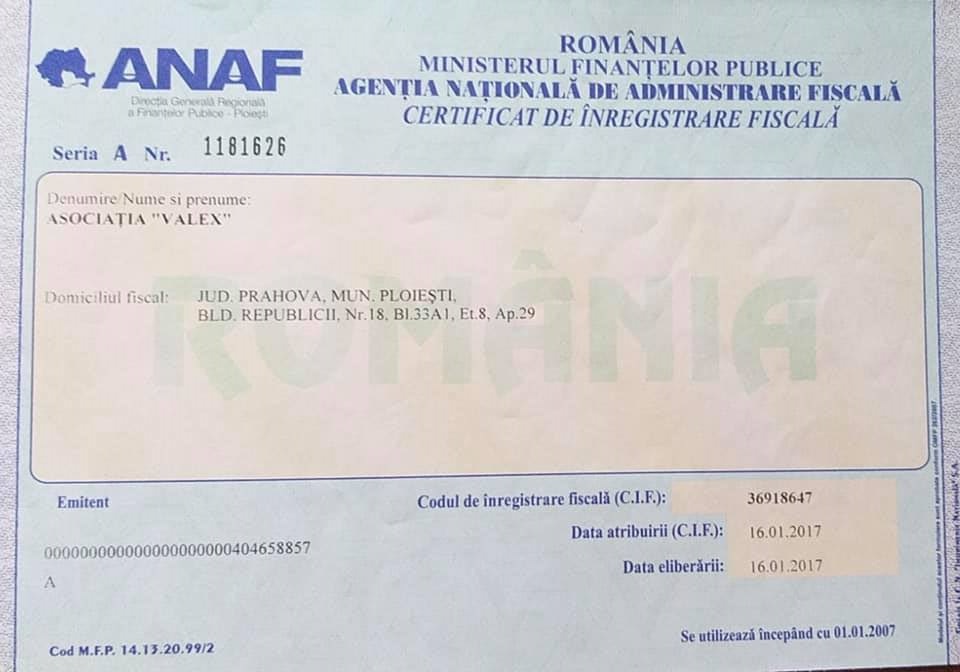 ANAF
Direcția Generală Regională
a Finanțelor Publice - Ploiești
ROMÂNIA
MINISTERUL FINANȚELOR PUBLICE
AGENȚIA NAȚIONALĂ DE ADMINISTRARE FISCALĂ
CERTIFICAT DE ÎNREGISTRARE FISCALĂ
Seria A Nr. 1181626
Denumire/Nume si prenume:
ASOCIAȚIA "VALEX"
Domiciliul fiscal: JUD. PRAHOVA, MUN. PLOIEȘTI,
BLD. REPUBLICII, Nr.18, Bl.33A1, Et.8, Ap.29
ROMÂNIA
Emitent
Codul de înregistrare fiscală (C.I.F.): 36918647
Data atribuirii (C.I.F.): 16.01.2017
000000000000000000000404658857
Data eliberării: 16.01.2017
A
Se utilizează începând cu 01.01.2007
Cod M.F.P. 14.13.20.99/2